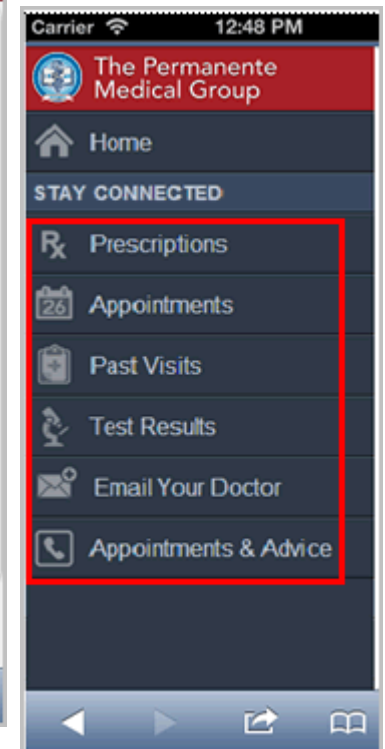 Carrier 12:48 PM
The Permanente
Medical Group
Home
STAY CONNECTED
Rx Prescriptions
26 Appointments
Past Visits
Test Results
Email Your Doctor
Appointments & Advice